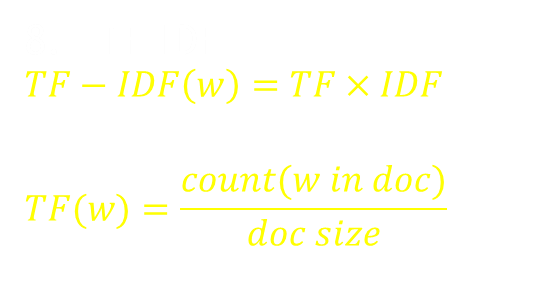 TF − IDF(w) = TF × IDF
TF(w) = count(w in doc)
doc size